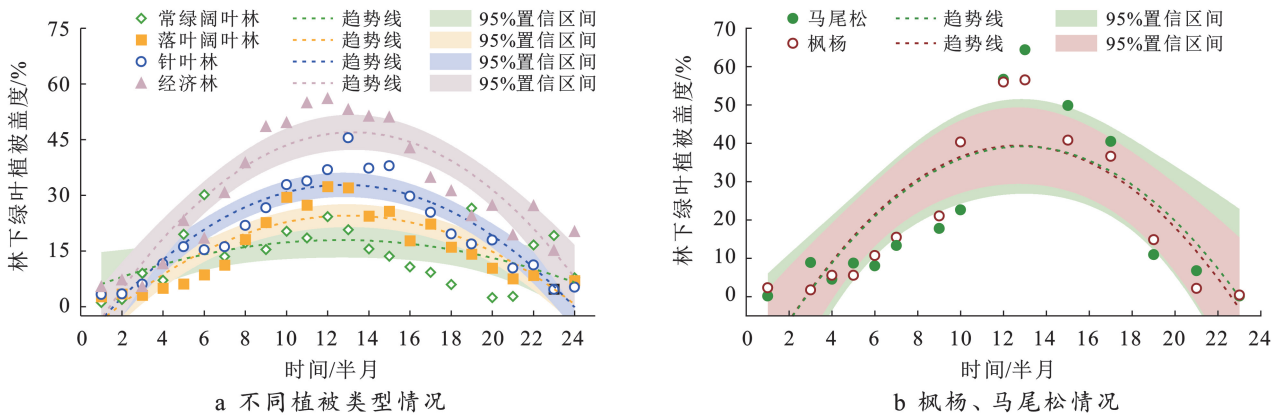 常绿阔叶林 趋势线 95%置信区间
落叶阔叶林 趋势线 95%置信区间
针叶林 趋势线 95%置信区间
经济林 趋势线 95%置信区间
林下绿叶植被盖度/%
75
60
45
30
15
0
0 2 4 6 8 10 12 14 16 18 20 22 24
时间/半月
a 不同植被类型情况
马尾松 趋势线 95%置信区间
枫杨 趋势线 95%置信区间
林下绿叶植被盖度/%
70
60
50
40
30
20
10
0
0 2 4 6 8 10 12 14 16 18 20 22 24
时间/半月
b 枫杨、马尾松情况